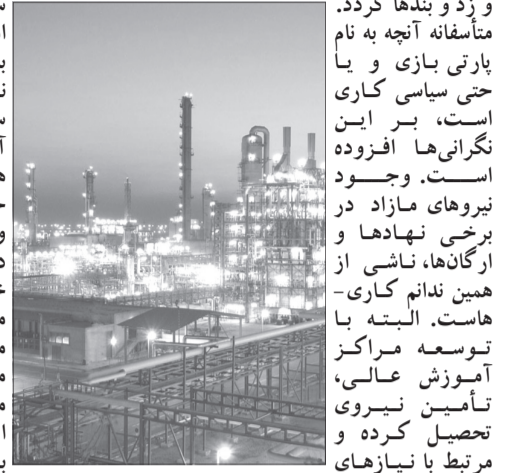 و زد و بندها گردد.
متأسفانه آنچه به نام
پارتی بازی و یا
حتی سیاسی کاری
است، بر این
نگرانی‌ها افزوده
است. وجود
نیروهای مازاد در
برخی نهادها و
ارگان‌ها، ناشی از
همین ندانم کاری-
هاست. البته با
توسعه مراکز
آموزش عالی،
تأمین نیروی
تحصیل کرده و
مرتبط با نیازهای